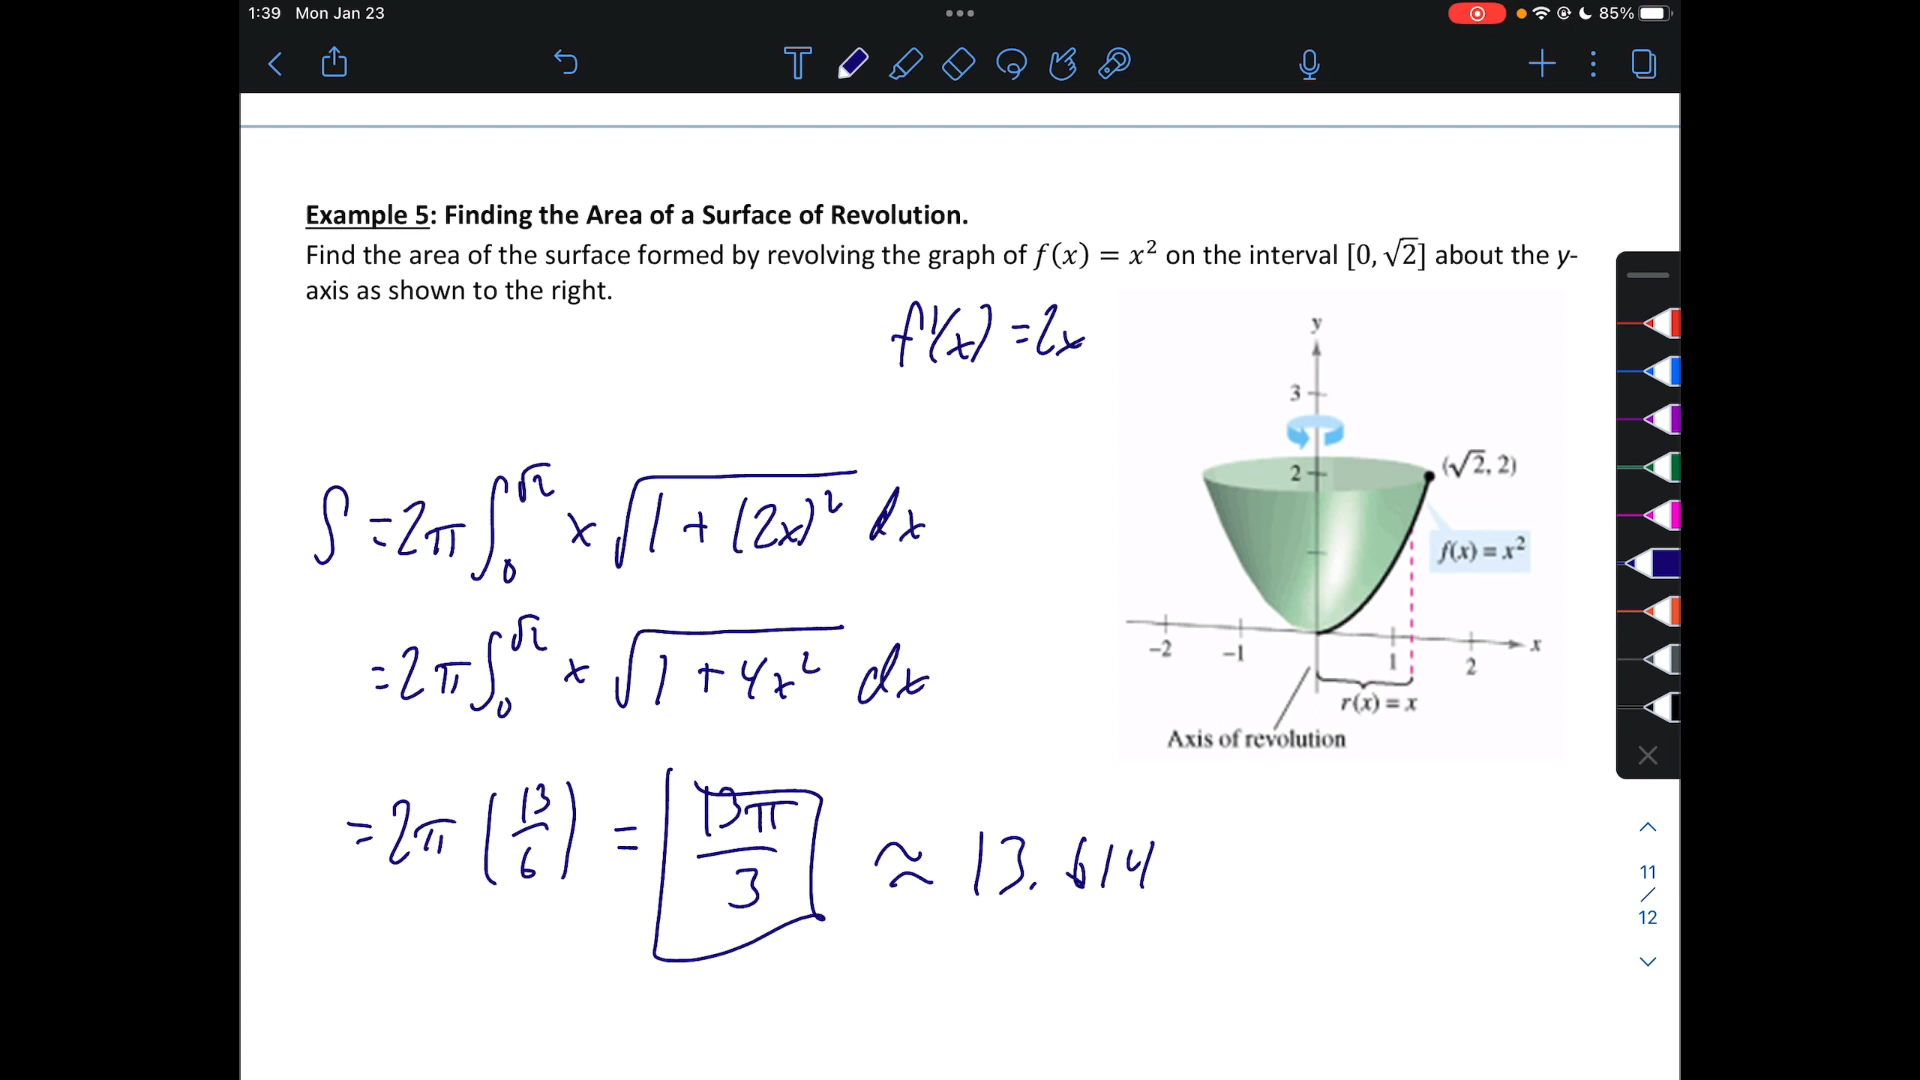 1:39 Mon Jan 23
85%
T
Example 5: Finding the Area of a Surface of Revolution.
Find the area of the surface formed by revolving the graph of f(x) = x² on the interval [0, √2] about the y-
axis as shown to the right.
f'(x) = 2x
S = 2π ∫₀^√2 x √(1 + (2x)²) dx
= 2π ∫₀^√2 x √(1 + 4x²) dx
= 2π (13/6) = 13π/3 ≈ 13.614
y
3
2
(√2, 2)
f(x) = x²
-2 -1 1 2 x
r(x) = x
Axis of revolution
11
/
12